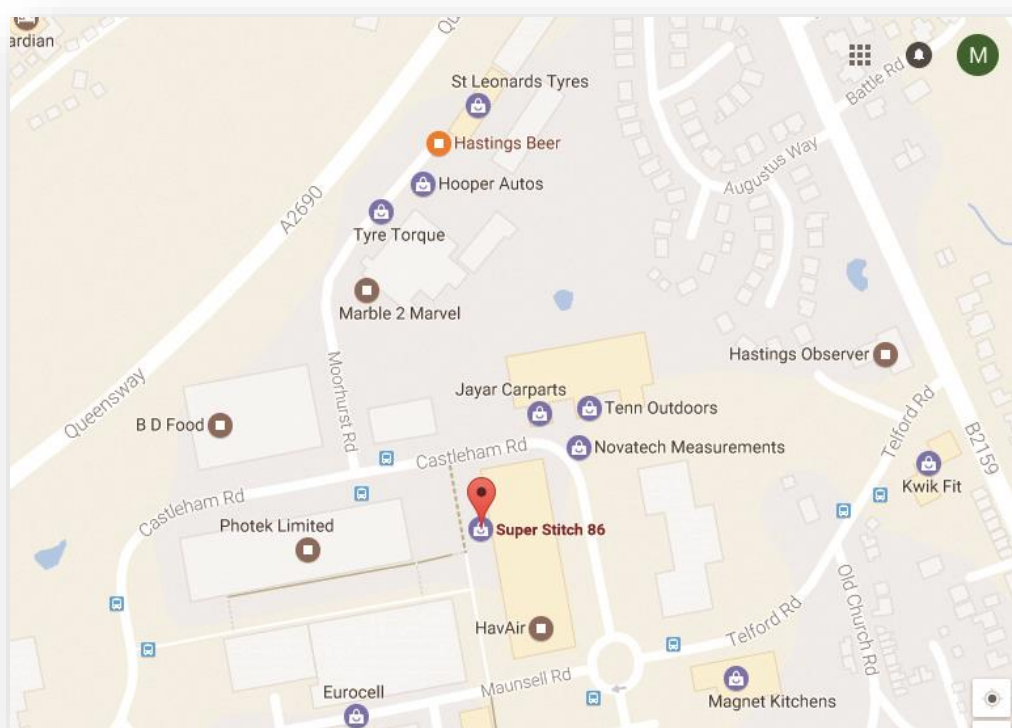 ardian
Qu
M
St Leonards Tyres
Battle Rd
Hastings Beer
Augustus Way
Hooper Autos
A2690
Tyre Torque
Marble 2 Marvel
Hastings Observer
Moorhurst Rd
Queensway
Jayar Carparts
Tenn Outdoors
B D Food
Telford Rd
B2159
Castleham Rd
Novatech Measurements
Kwik Fit
Castleham Rd
Photek Limited
Super Stitch 86
Old Church Rd
HavAir
Telford Rd
Maunsell Rd
Eurocell
Magnet Kitchens